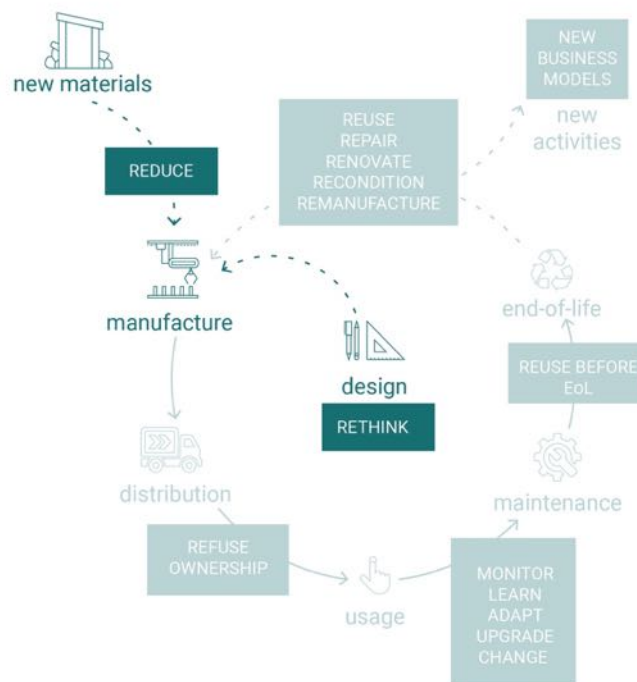 new materials
REDUCE
REUSE
REPAIR
RENOVATE
RECONDITION
REMANUFACTURE
NEW
BUSINESS
MODELS
new
activities
manufacture
design
RETHINK
end-of-life
REUSE BEFORE
EoL
distribution
REFUSE
OWNERSHIP
usage
maintenance
MONITOR
LEARN
ADAPT
UPGRADE
CHANGE